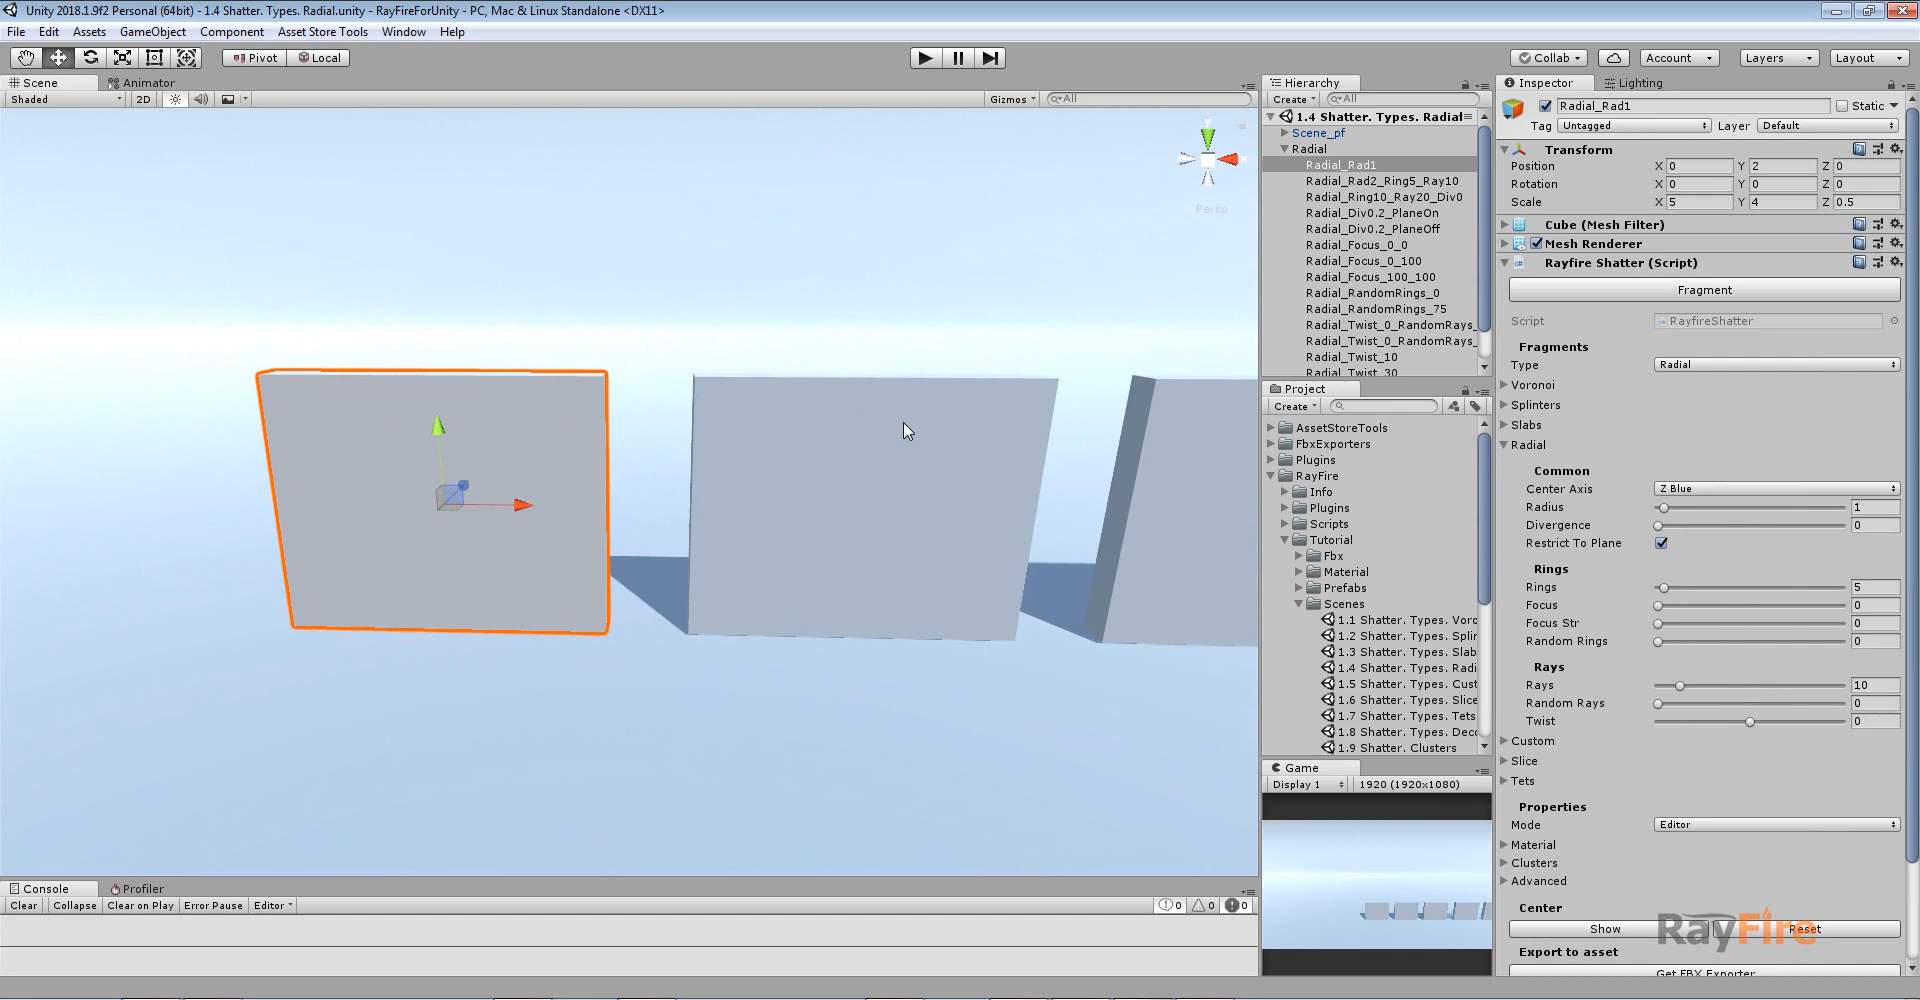 Unity 2018.1.9f2 Personal (64bit) - 1.4 Shatter. Types. Radial.unity - RayFireForUnity - PC, Mac & Linux Standalone <DX11>
File Edit Assets GameObject Component Asset Store Tools Window Help
Pivot Local
Collab Account Layers Layout
Scene Animator
Shaded 2D Gizmos All
y
Persp
Hierarchy
Create All
1.4 Shatter. Types. Radial
Scene_pf
Radial
Radial_Rad1
Radial_Rad2_Ring5_Ray10
Radial_Ring10_Ray20_Div0
Radial_Div0.2_PlaneOn
Radial_Div0.2_PlaneOff
Radial_Focus_0_0
Radial_Focus_0_100
Radial_Focus_100_100
Radial_RandomRings_0
Radial_RandomRings_75
Radial_Twist_0_RandomRays_
Radial_Twist_0_RandomRays_
Radial_Twist_10
Radial_Twist_30
Project
Create
AssetStoreTools
FbxExporters
Plugins
RayFire
Info
Plugins
Scripts
Tutorial
Fbx
Material
Prefabs
Scenes
1.1 Shatter. Types. Voro
1.2 Shatter. Types. Splin
1.3 Shatter. Types. Slab
1.4 Shatter. Types. Radi
1.5 Shatter. Types. Cust
1.6 Shatter. Types. Slice
1.7 Shatter. Types. Tets
1.8 Shatter. Types. Deco
1.9 Shatter. Clusters
Game
Display 1 1920 (1920x1080)
Inspector Lighting
Radial_Rad1 Static
Tag Untagged Layer Default
Transform
Position X 0 Y 2 Z 0
Rotation X 0 Y 0 Z 0
Scale X 5 Y 4 Z 0.5
Cube (Mesh Filter)
Mesh Renderer
Rayfire Shatter (Script)
Fragment
Script RayfireShatter
Fragments
Type Radial
Voronoi
Splinters
Slabs
Radial
Common
Center Axis Z Blue
Radius 1
Divergence 0
Restrict To Plane
Rings
Rings 5
Focus 0
Focus Str 0
Random Rings 0
Rays
Rays 10
Random Rays 0
Twist 0
Custom
Slice
Tets
Properties
Mode Editor
Material
Clusters
Advanced
Center
Show Reset
RayFire
Export to asset
Get FBX Exporter
Console Profiler
Clear Collapse Clear on Play Error Pause Editor 0 0 0